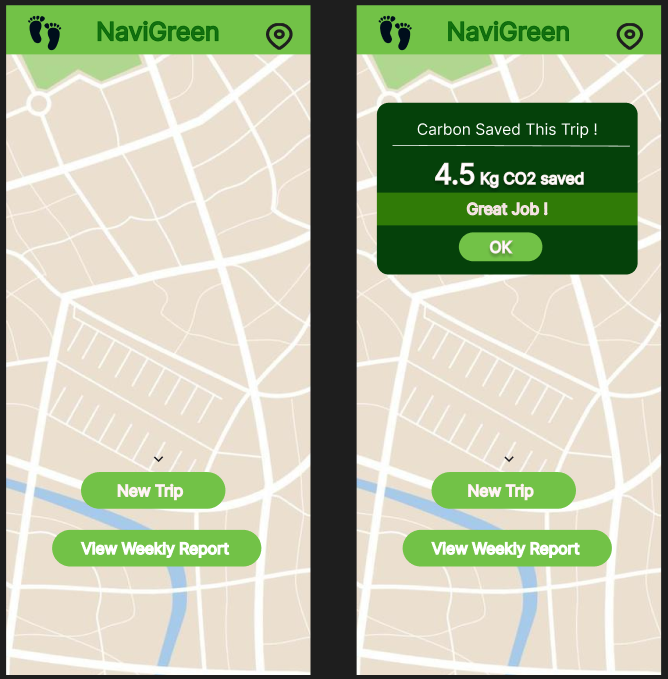 NaviGreen
New Trip
View Weekly Report
NaviGreen
Carbon Saved This Trip !
4.5 Kg CO2 saved
Great Job !
OK
New Trip
View Weekly Report